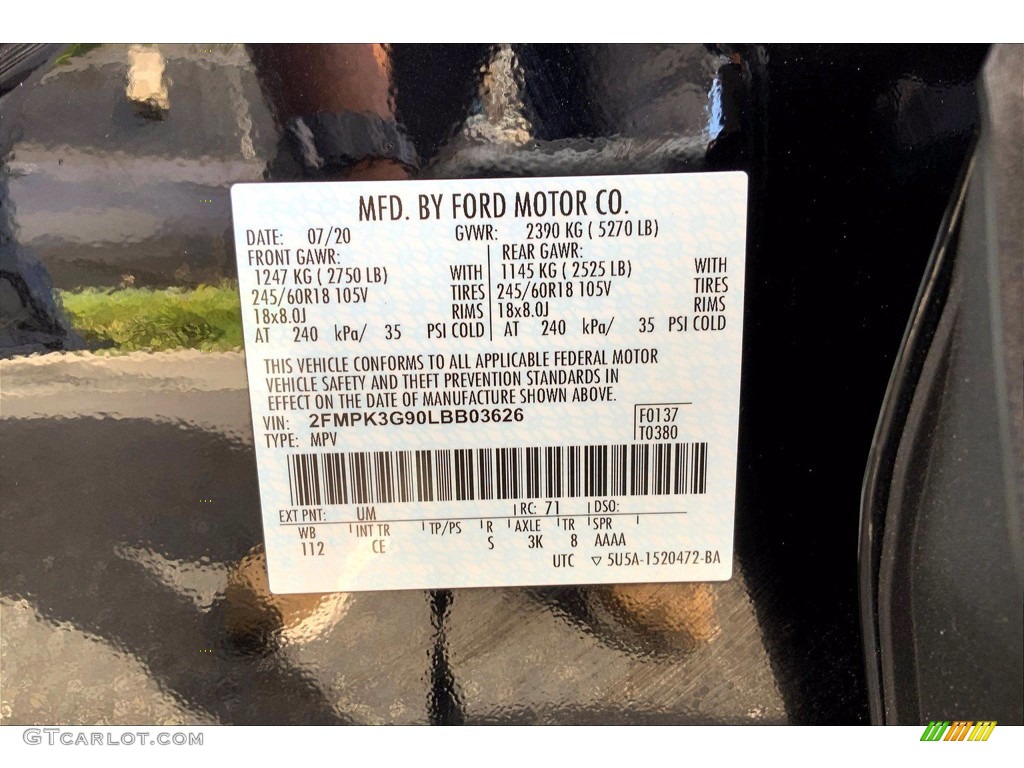 MFD. BY FORD MOTOR CO.
DATE: 07/20 GVWR: 2390 KG ( 5270 LB)
FRONT GAWR: REAR GAWR:
1247 KG ( 2750 LB) WITH 1145 KG ( 2525 LB) WITH
245/60R18 105V TIRES 245/60R18 105V TIRES
18x8.0J RIMS 18x8.0J RIMS
AT 240 kPa/ 35 PSI COLD AT 240 kPa/ 35 PSI COLD
THIS VEHICLE CONFORMS TO ALL APPLICABLE FEDERAL MOTOR
VEHICLE SAFETY AND THEFT PREVENTION STANDARDS IN
EFFECT ON THE DATE OF MANUFACTURE SHOWN ABOVE.
VIN: 2FMPK3G90LBB03626 F0137
TYPE: MPV T0380
EXT PNT: UM RC: 71 DSO:
WB INT TR TP/PS R AXLE TR SPR
112 CE S 3K 8 AAAA
UTC ▽ 5U5A-1520472-BA
GTcarlot.com